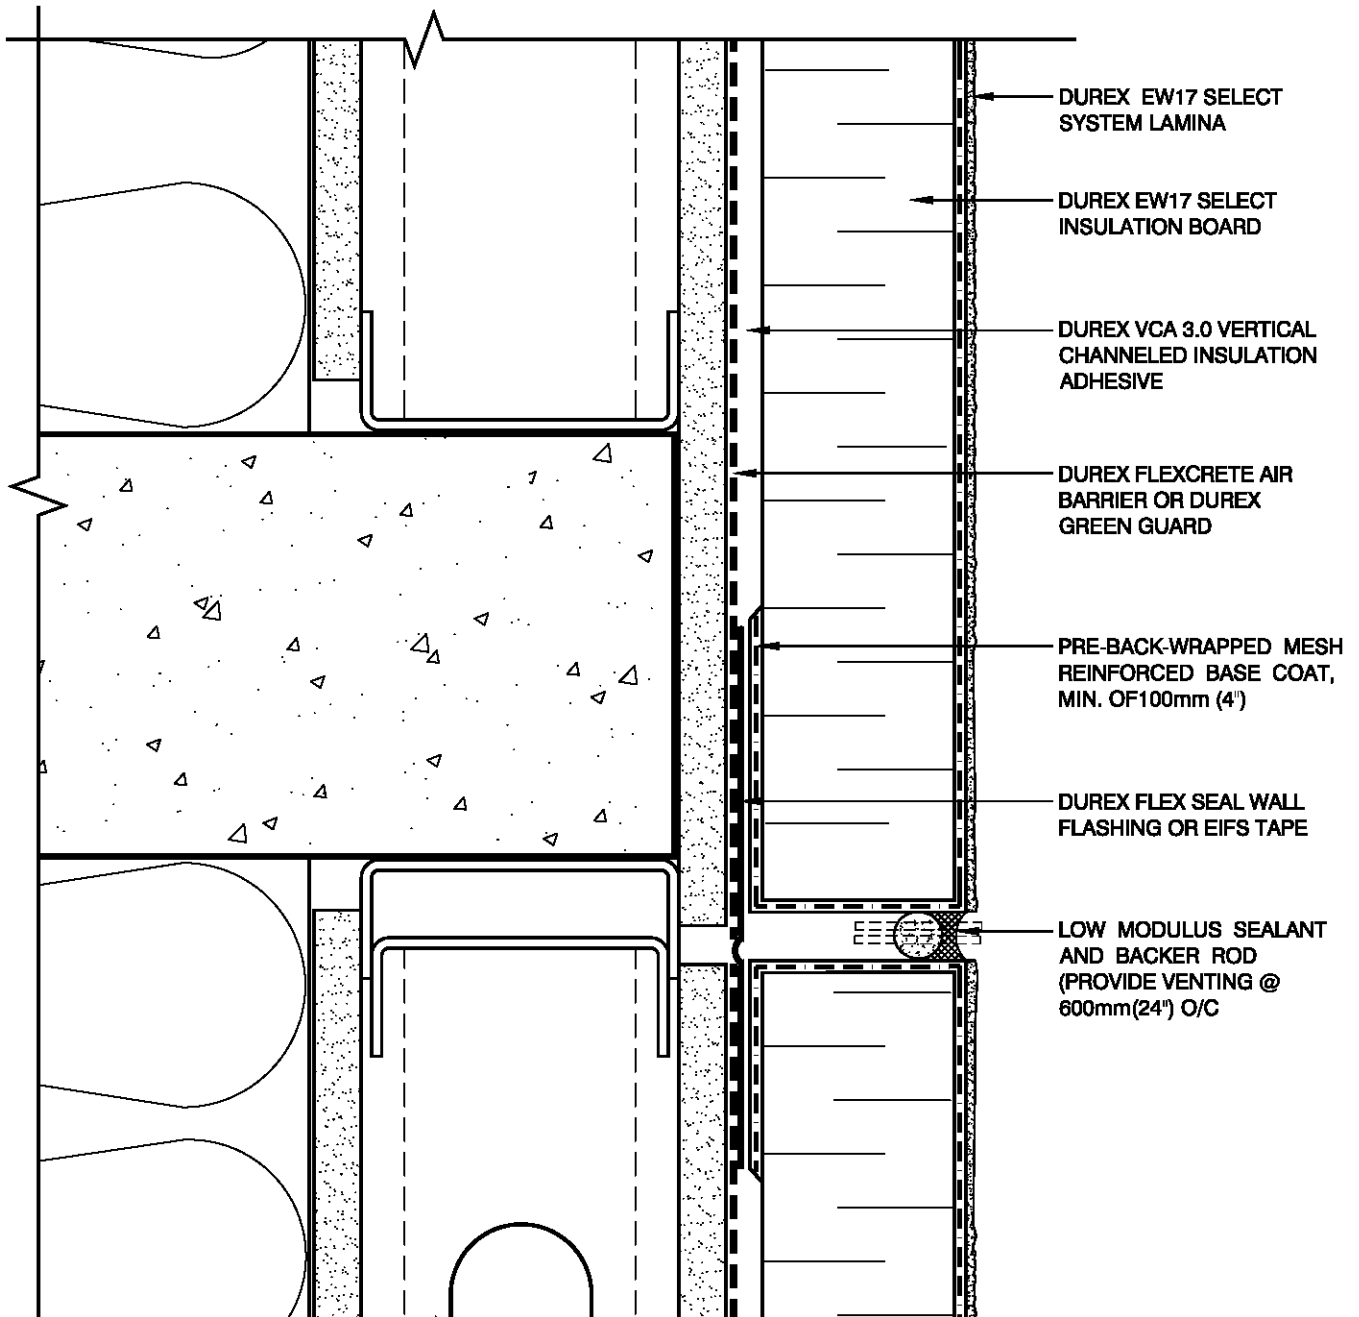 DUREX EW17 SELECT
SYSTEM LAMINA
DUREX EW17 SELECT
INSULATION BOARD
DUREX VCA 3.0 VERTICAL
CHANNELED INSULATION
ADHESIVE
DUREX FLEXCRETE AIR
BARRIER OR DUREX
GREEN GUARD
PRE-BACK-WRAPPED MESH
REINFORCED BASE COAT,
MIN. OF100mm (4")
DUREX FLEX SEAL WALL
FLASHING OR EIFS TAPE
LOW MODULUS SEALANT
AND BACKER ROD
(PROVIDE VENTING @
600mm(24") O/C